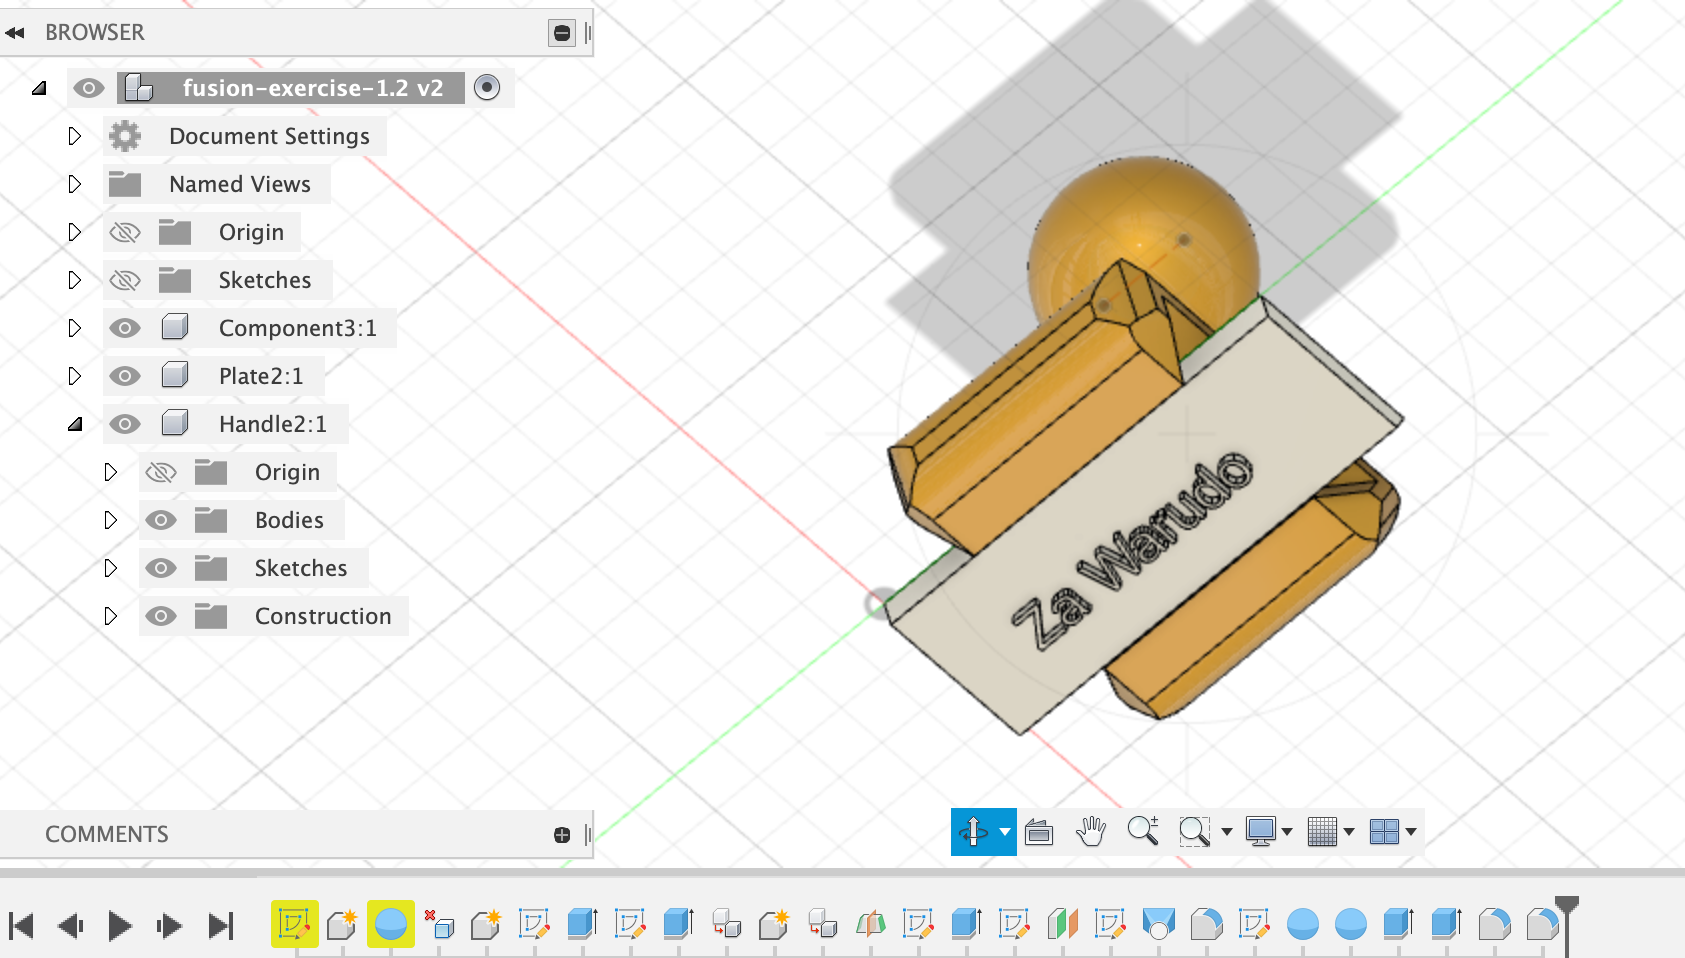 BROWSER
fusion-exercise-1.2 v2
Document Settings
Named Views
Origin
Sketches
Component3:1
Plate2:1
Handle2:1
Origin
Bodies
Sketches
Construction
Za Warudo
COMMENTS